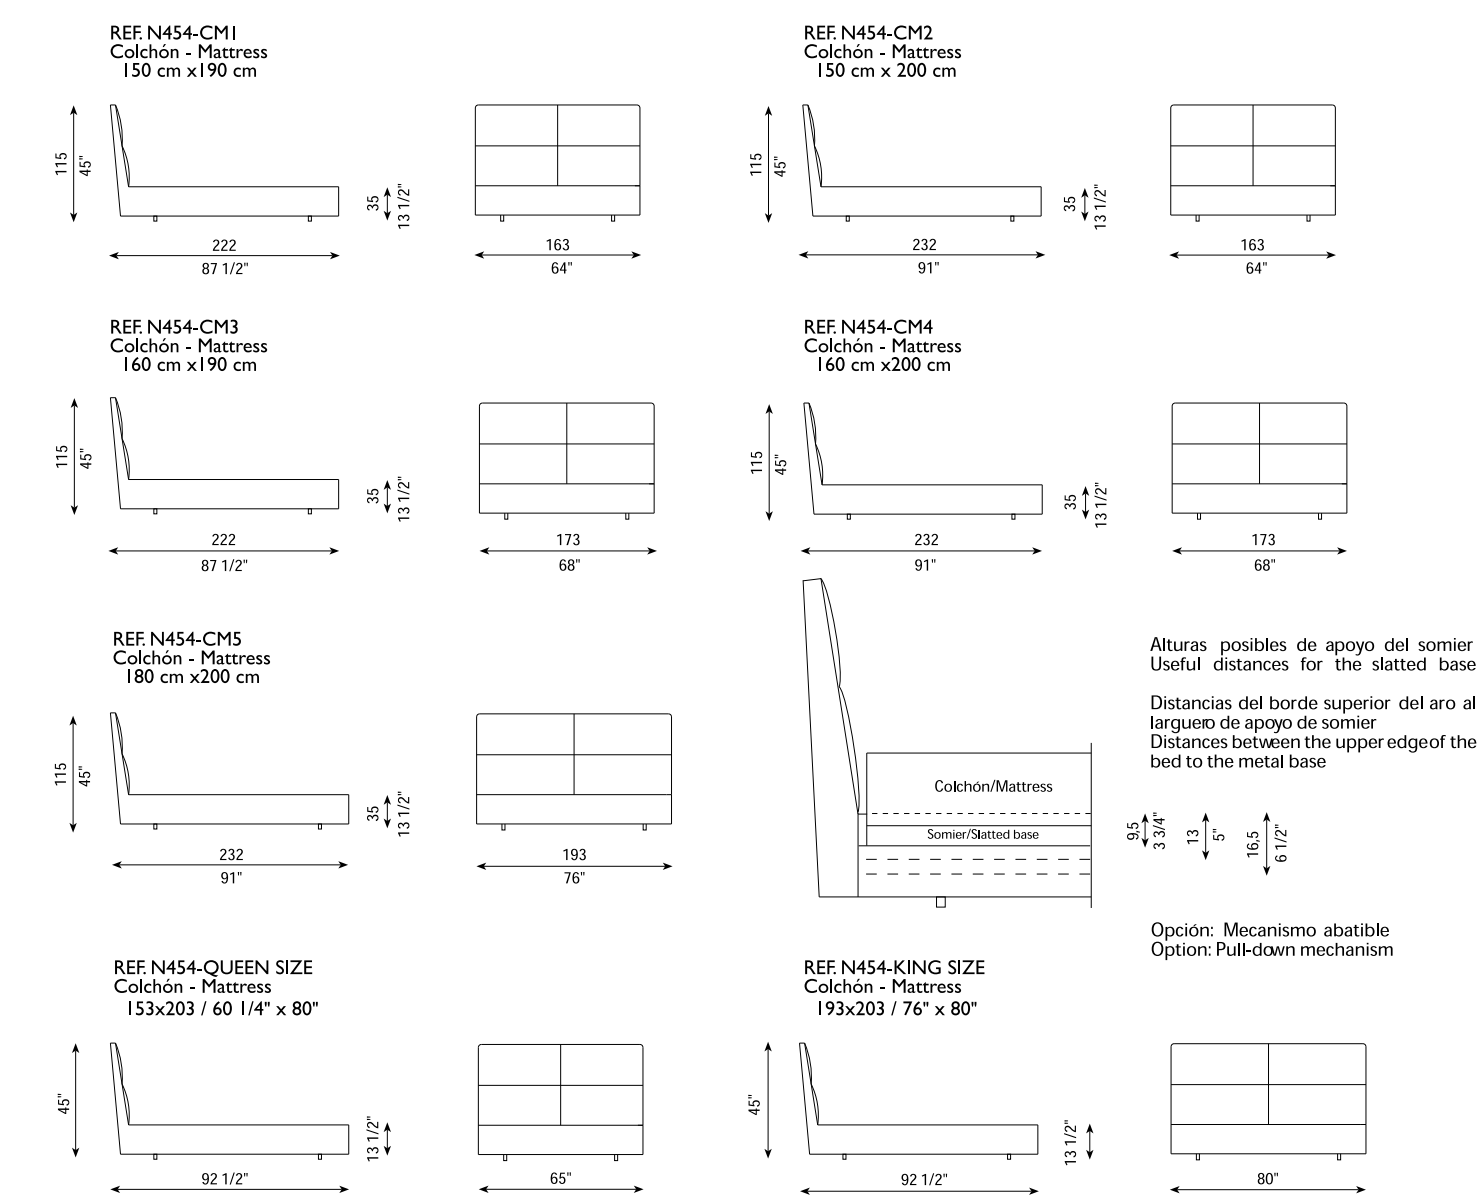 REF. N454-CM1
Colchón - Mattress
150 cm x190 cm
115
45"
35
13 1/2"
222
87 1/2"
163
64"
REF. N454-CM2
Colchón - Mattress
150 cm x 200 cm
115
45"
35
13 1/2"
232
91"
163
64"
REF. N454-CM3
Colchón - Mattress
160 cm x190 cm
115
45"
35
13 1/2"
222
87 1/2"
173
68"
REF. N454-CM4
Colchón - Mattress
160 cm x200 cm
115
45"
35
13 1/2"
232
91"
173
68"
REF. N454-CM5
Colchón - Mattress
180 cm x200 cm
115
45"
35
13 1/2"
232
91"
193
76"
Colchón/Mattress
Somier/Slatted base
Alturas posibles de apoyo del somier
Useful distances for the slatted base
Distancias del borde superior del aro al
larguero de apoyo de somier
Distances between the upper edge of the
bed to the metal base
9,5
3 3/4"
13
5"
16,5
6 1/2"
Opción: Mecanismo abatible
Option: Pull-down mechanism
REF. N454-QUEEN SIZE
Colchón - Mattress
153x203 / 60 1/4" x 80"
45"
13 1/2"
92 1/2"
65"
REF. N454-KING SIZE
Colchón - Mattress
193x203 / 76" x 80"
45"
13 1/2"
92 1/2"
80"